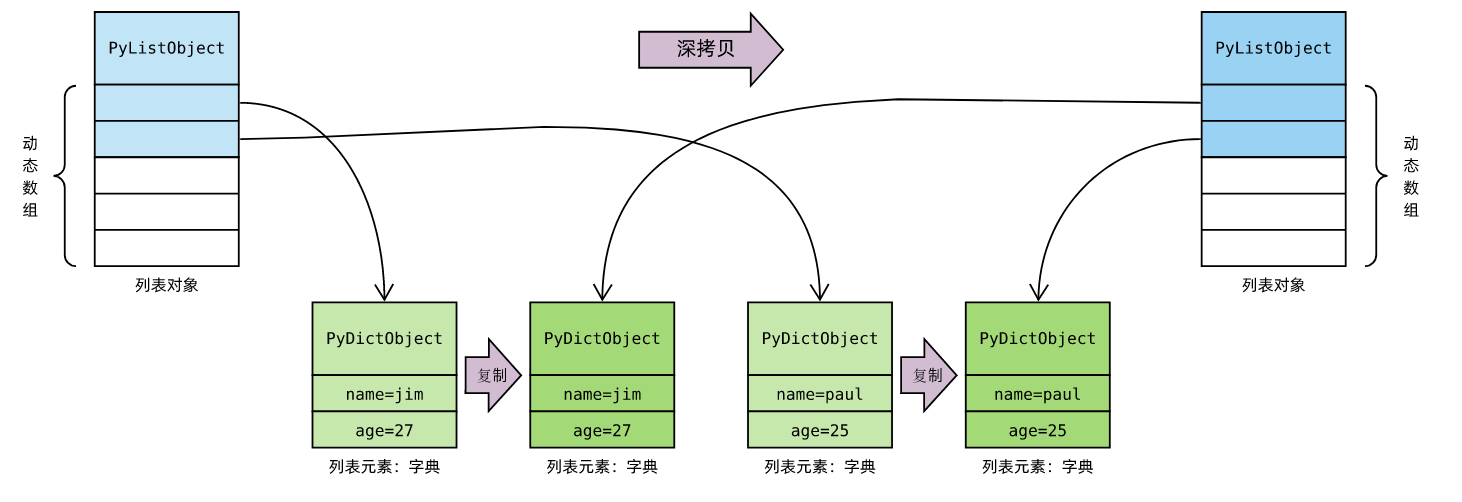 PyListObject
深拷贝
PyListObject
动态数组
动态数组
列表对象
列表对象
PyDictObject
name=jim
age=27
列表元素：字典
复制
PyDictObject
name=jim
age=27
列表元素：字典
PyDictObject
name=paul
age=25
列表元素：字典
复制
PyDictObject
name=paul
age=25
列表元素：字典